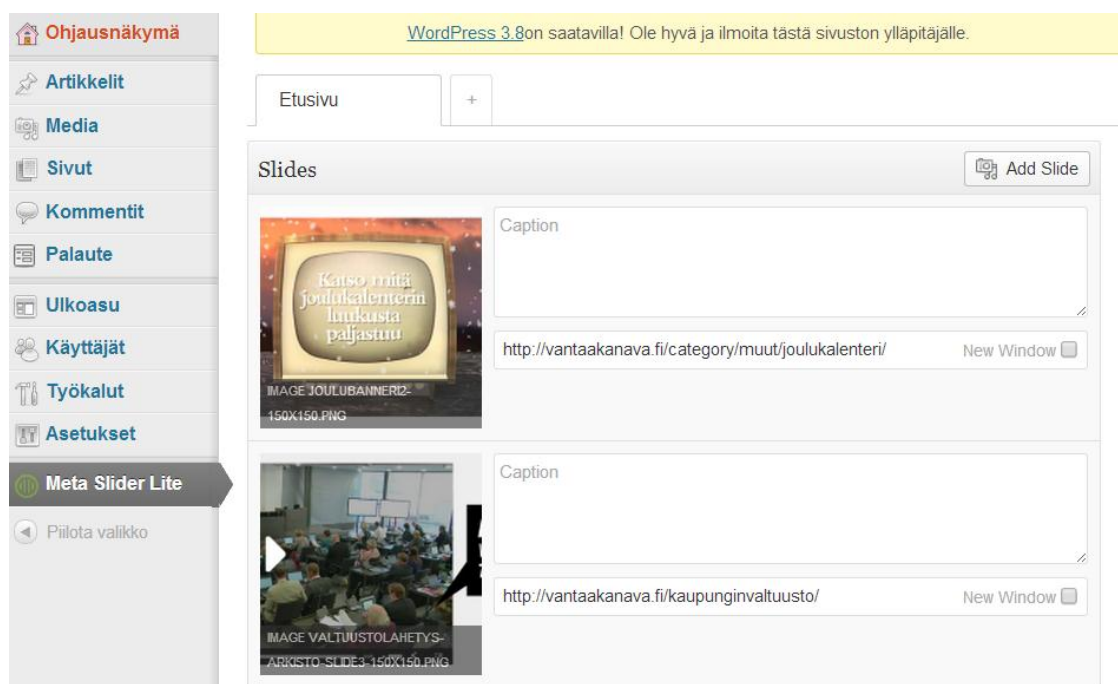 Ohjausnäkymä
Artikkelit
Media
Sivut
Kommentit
Palaute
Ulkoasu
Käyttäjät
Työkalut
Asetukset
Meta Slider Lite
Piilota valikko
WordPress 3.8on saatavilla! Ole hyvä ja ilmoita tästä sivuston ylläpitäjälle.
Etusivu +
Slides Add Slide
Katso mitä
joulukalenterin
luukusta
paljastuu
IMAGE JOULUBANNERI2-
150X150.PNG
Caption
http://vantaakanava.fi/category/muut/joulukalenteri/ New Window
IMAGE VALTUUSTOLAHETYS-
ARKISTO-SLIDE3-150X150.PNG
Caption
http://vantaakanava.fi/kaupunginvaltuusto/ New Window